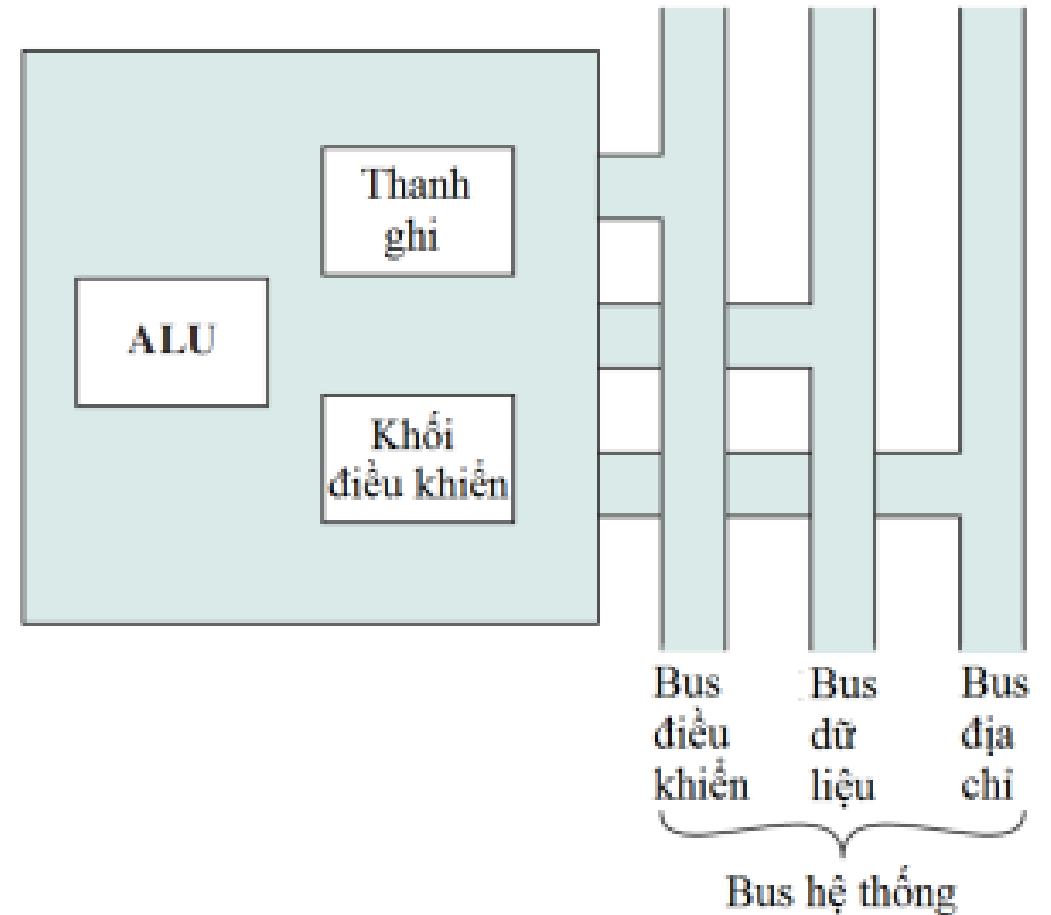 Thanh
ghi
ALU
Khối
điều khiển
Bus
điều
khiển
Bus
dữ
liệu
Bus
địa
chỉ
Bus hệ thống